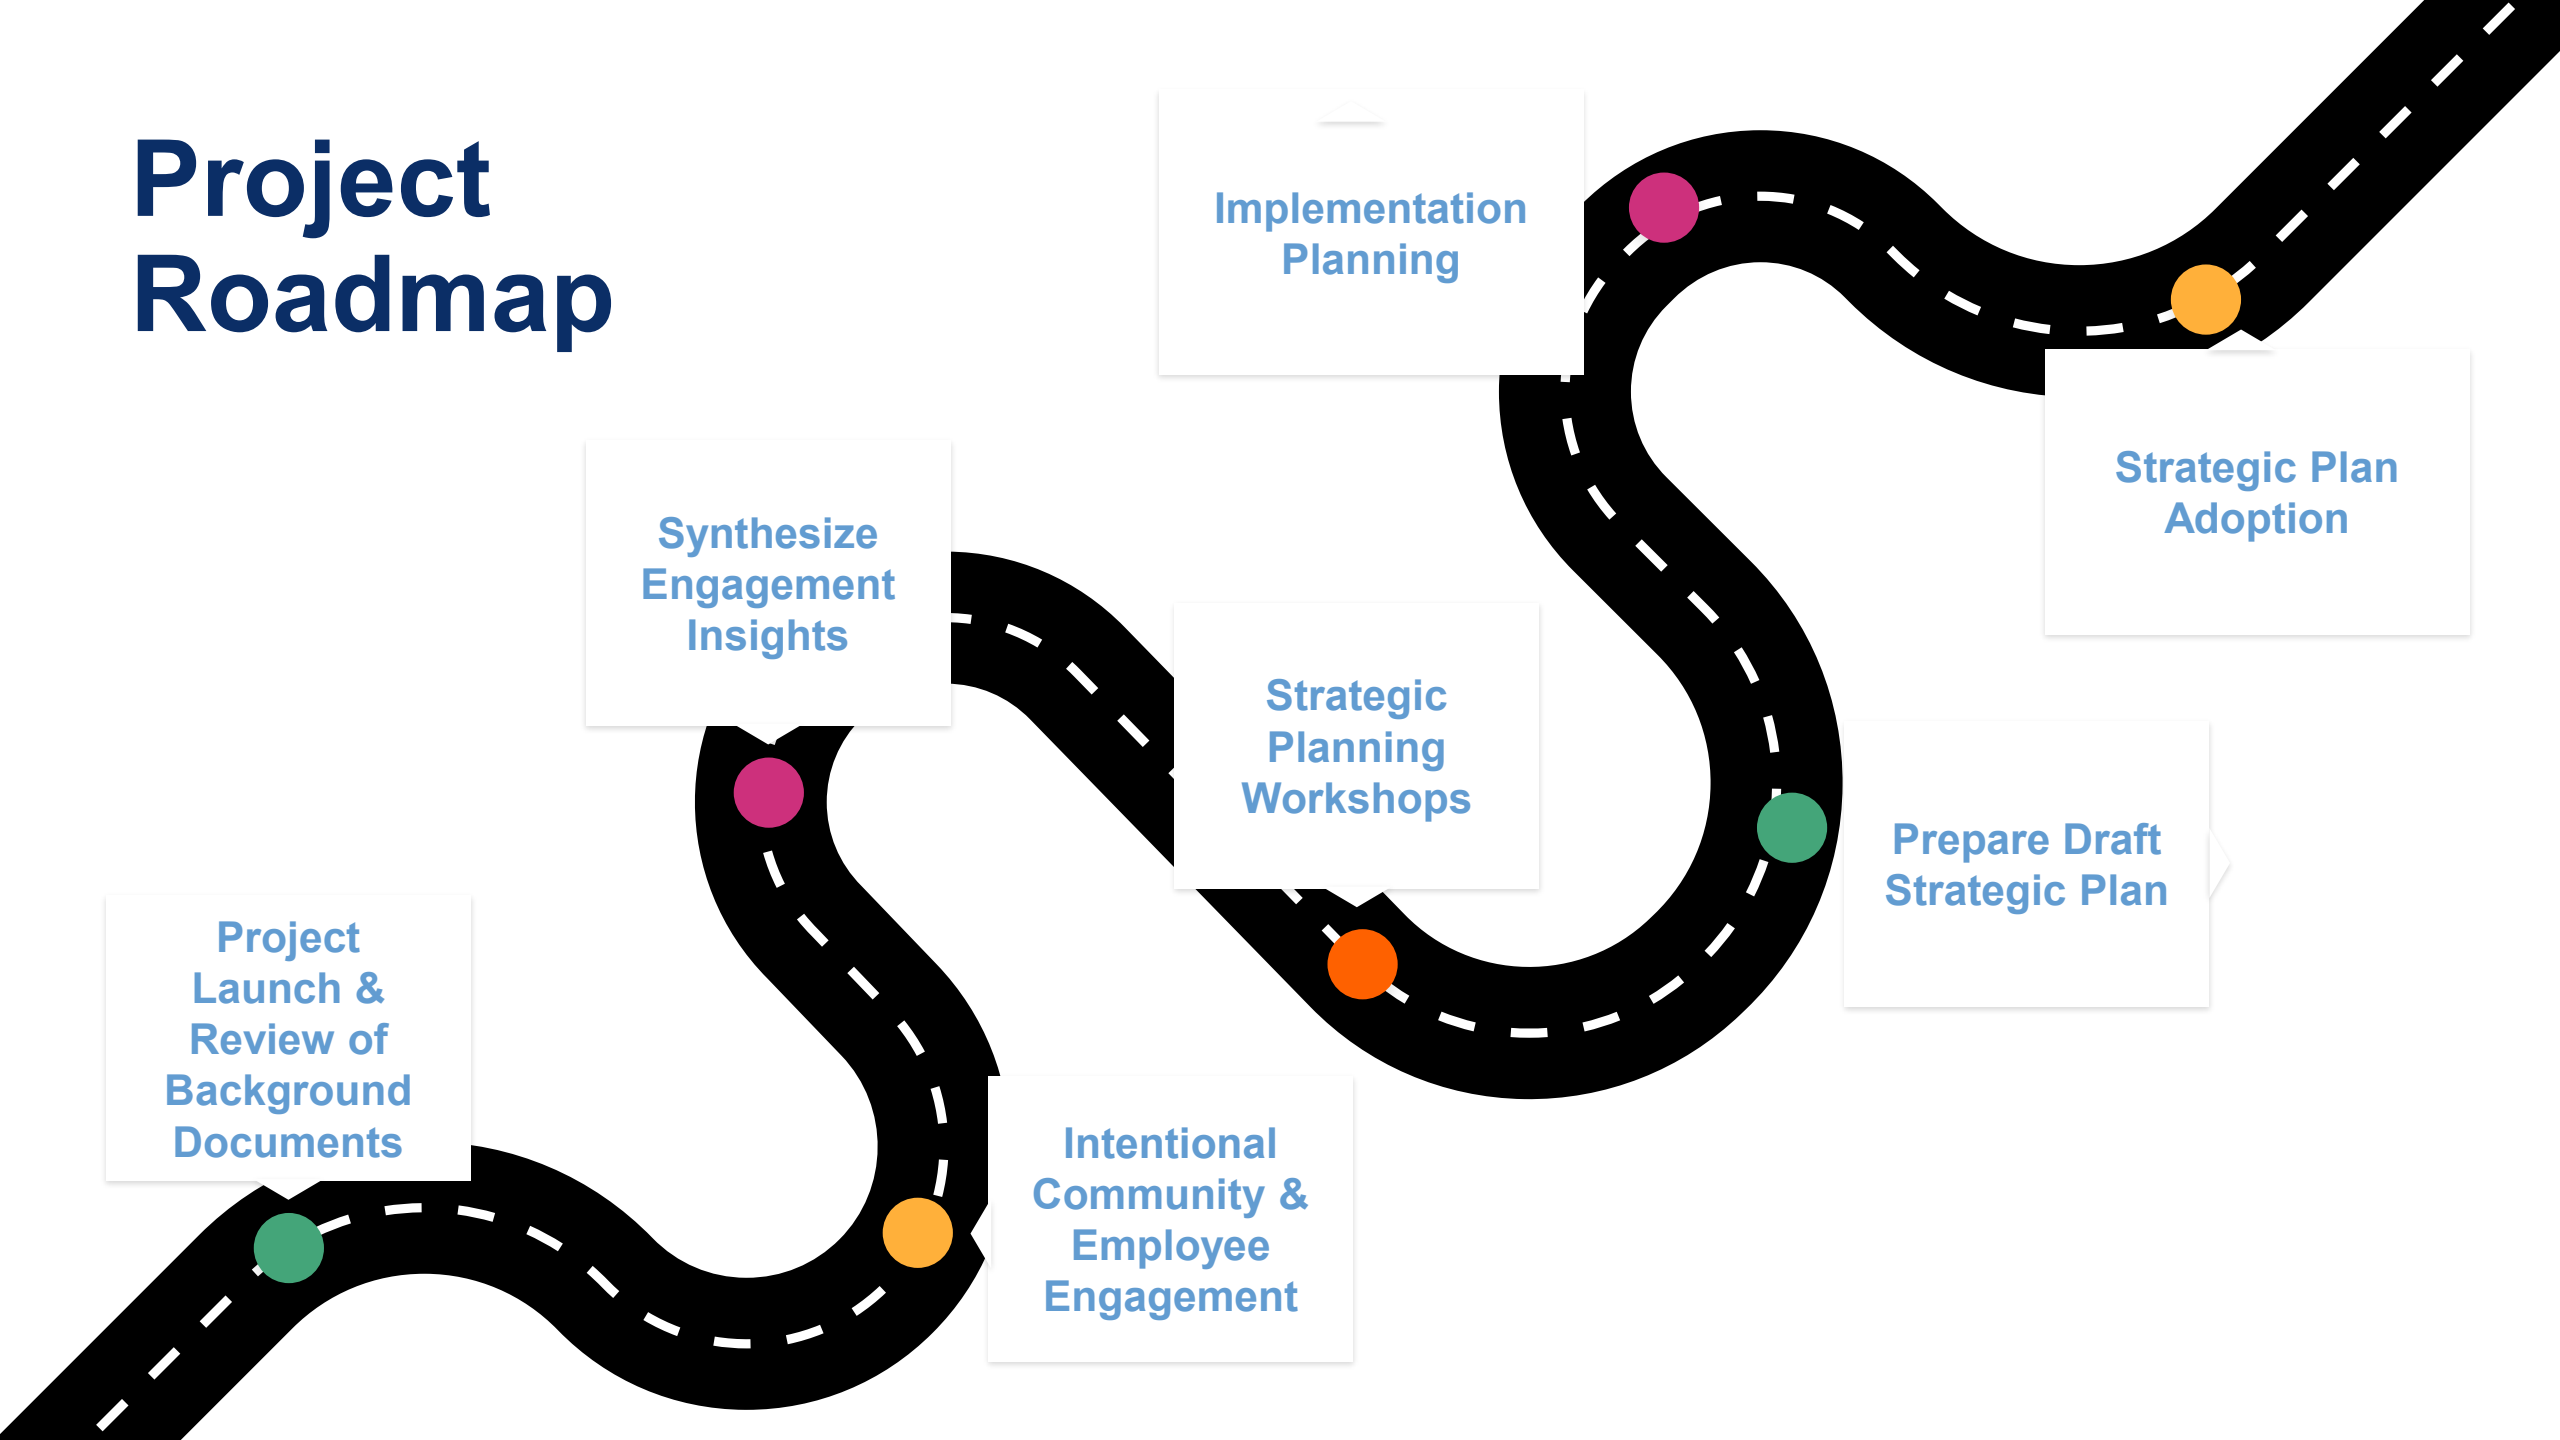 Project
Roadmap
Project
Launch &
Review of
Background
Documents
Intentional
Community &
Employee
Engagement
Synthesize
Engagement
Insights
Strategic
Planning
Workshops
Prepare Draft
Strategic Plan
Implementation
Planning
Strategic Plan
Adoption